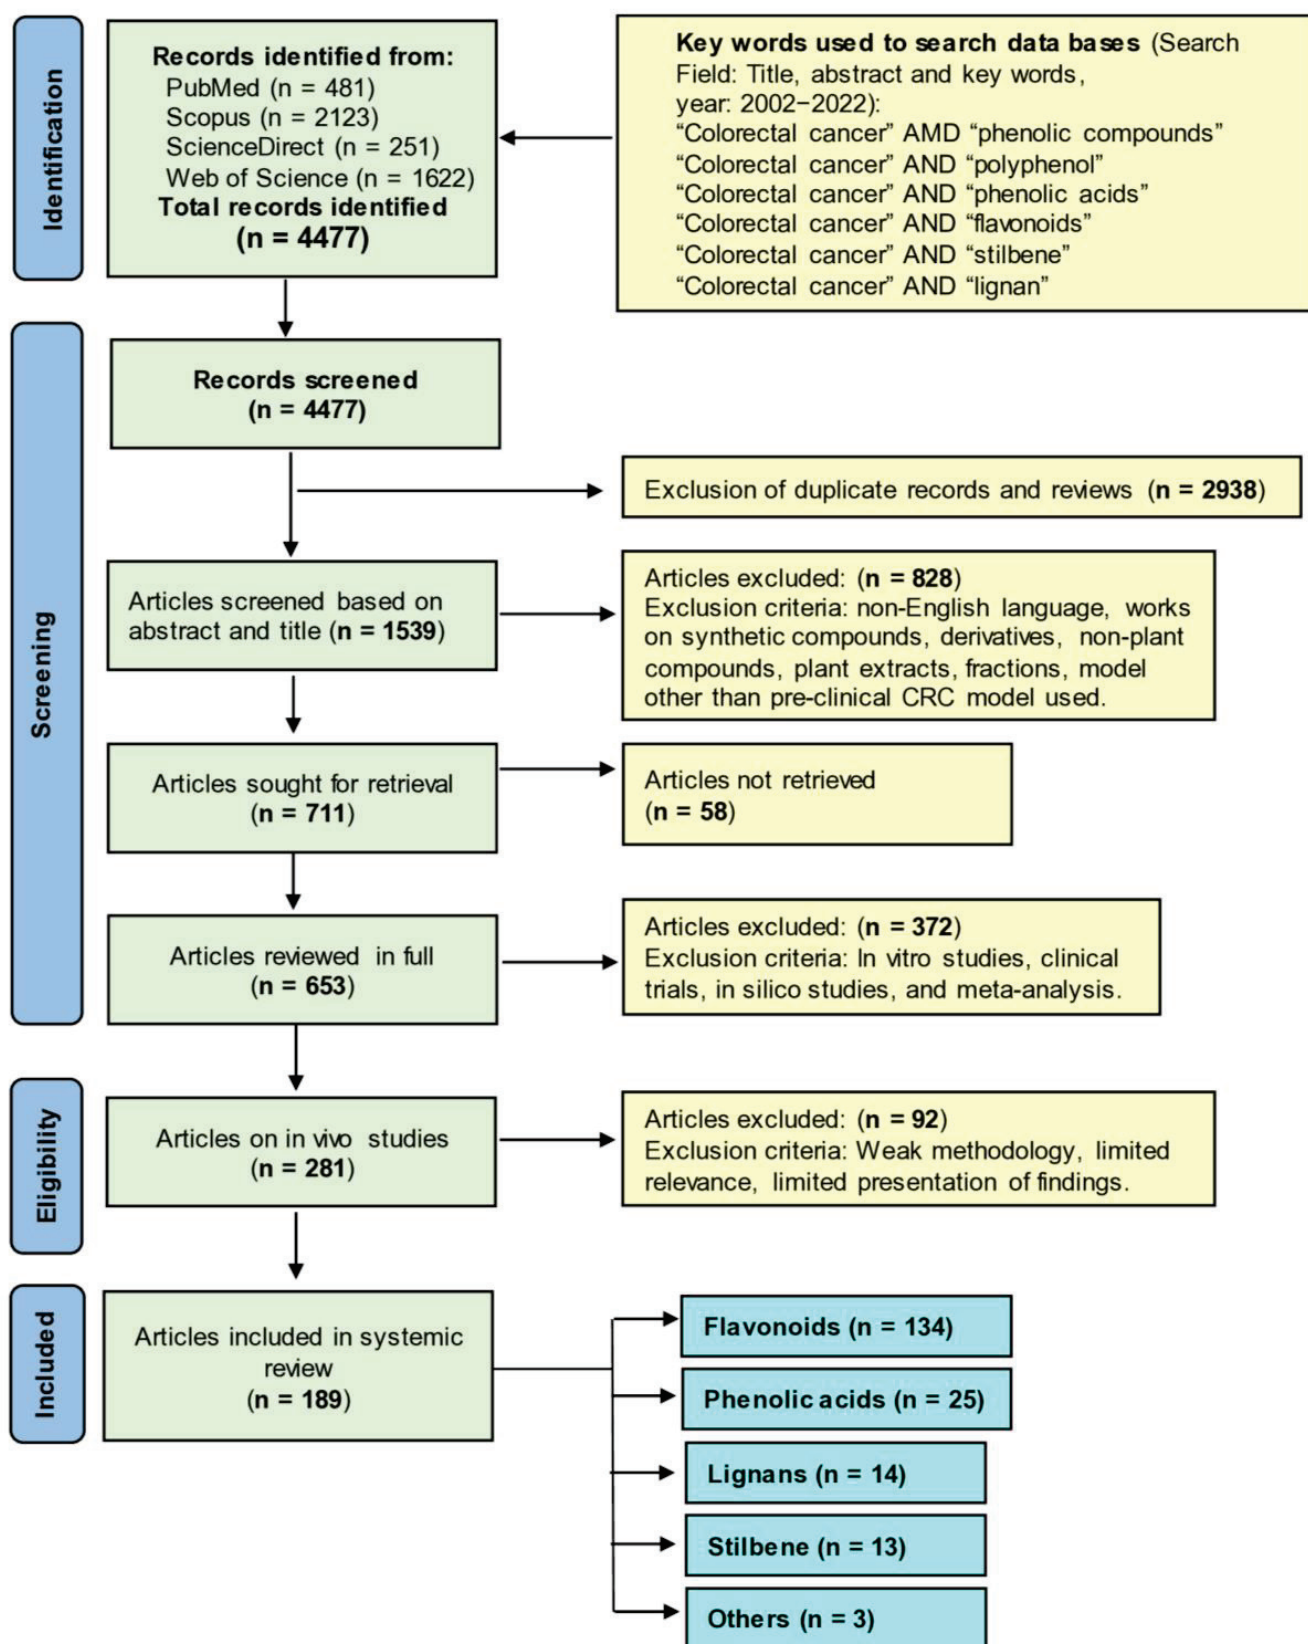 Identification
Records identified from:
PubMed (n = 481)
Scopus (n = 2123)
ScienceDirect (n = 251)
Web of Science (n = 1622)
Total records identified
(n = 4477)
Key words used to search data bases (Search
Field: Title, abstract and key words,
year: 2002–2022):
“Colorectal cancer” AMD “phenolic compounds”
“Colorectal cancer” AND “polyphenol”
“Colorectal cancer” AND “phenolic acids”
“Colorectal cancer” AND “flavonoids”
“Colorectal cancer” AND “stilbene”
“Colorectal cancer” AND “lignan”
Screening
Records screened
(n = 4477)
Exclusion of duplicate records and reviews (n = 2938)
Articles screened based on
abstract and title (n = 1539)
Articles excluded: (n = 828)
Exclusion criteria: non-English language, works
on synthetic compounds, derivatives, non-plant
compounds, plant extracts, fractions, model
other than pre-clinical CRC model used.
Articles sought for retrieval
(n = 711)
Articles not retrieved
(n = 58)
Articles reviewed in full
(n = 653)
Articles excluded: (n = 372)
Exclusion criteria: In vitro studies, clinical
trials, in silico studies, and meta-analysis.
Eligibility
Articles on in vivo studies
(n = 281)
Articles excluded: (n = 92)
Exclusion criteria: Weak methodology, limited
relevance, limited presentation of findings.
Included
Articles included in systemic
review
(n = 189)
Flavonoids (n = 134)
Phenolic acids (n = 25)
Lignans (n = 14)
Stilbene (n = 13)
Others (n = 3)